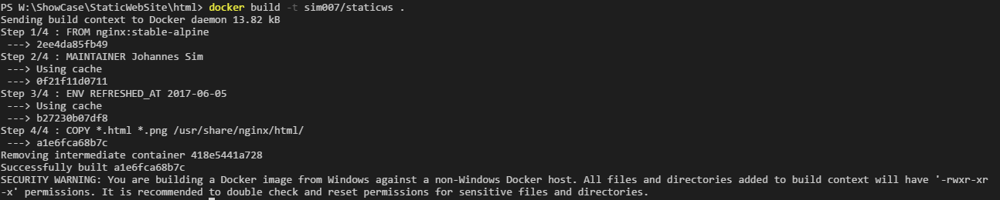 PS W:\ShowCase\StaticWebSite\html> docker build -t sim007/staticws .
Sending build context to Docker daemon 13.82 kB
Step 1/4 : FROM nginx:stable-alpine
 ---> 2ee4da85fb49
Step 2/4 : MAINTAINER Johannes Sim
 ---> Using cache
 ---> 0f21f11d0711
Step 3/4 : ENV REFRESHED_AT 2017-06-05
 ---> Using cache
 ---> b27230b07df8
Step 4/4 : COPY *.html *.png /usr/share/nginx/html/
 ---> a1e6fca68b7c
Removing intermediate container 418e5441a728
Successfully built a1e6fca68b7c
SECURITY WARNING: You are building a Docker image from Windows against a non-Windows Docker host. All files and directories added to build context will have '-rwxr-xr
-x' permissions. It is recommended to double check and reset permissions for sensitive files and directories.